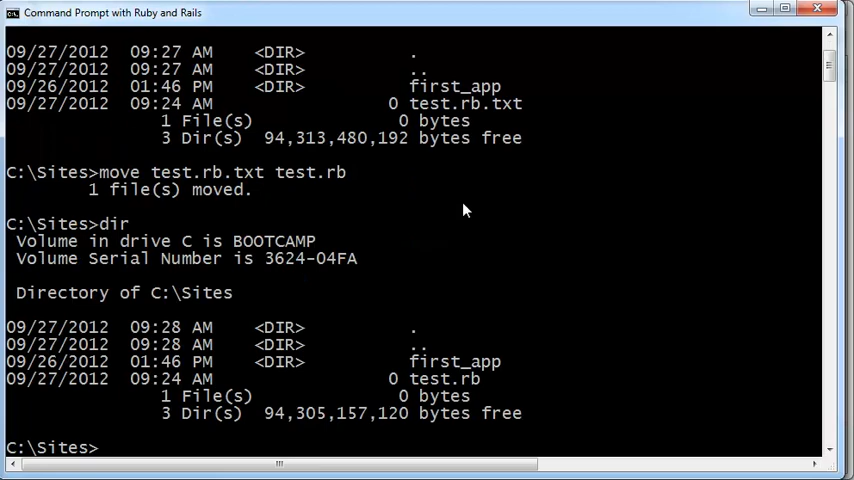 Command Prompt with Ruby and Rails
09/27/2012  09:27 AM    <DIR>          .
09/27/2012  09:27 AM    <DIR>          ..
09/26/2012  01:46 PM    <DIR>          first_app
09/27/2012  09:24 AM                 0 test.rb.txt
               1 File(s)              0 bytes
               3 Dir(s)  94,313,480,192 bytes free
C:\Sites>move test.rb.txt test.rb
        1 file(s) moved.
C:\Sites>dir
 Volume in drive C is BOOTCAMP
 Volume Serial Number is 3624-04FA
 Directory of C:\Sites
09/27/2012  09:28 AM    <DIR>          .
09/27/2012  09:28 AM    <DIR>          ..
09/26/2012  01:46 PM    <DIR>          first_app
09/27/2012  09:24 AM                 0 test.rb
               1 File(s)              0 bytes
               3 Dir(s)  94,305,157,120 bytes free
C:\Sites>